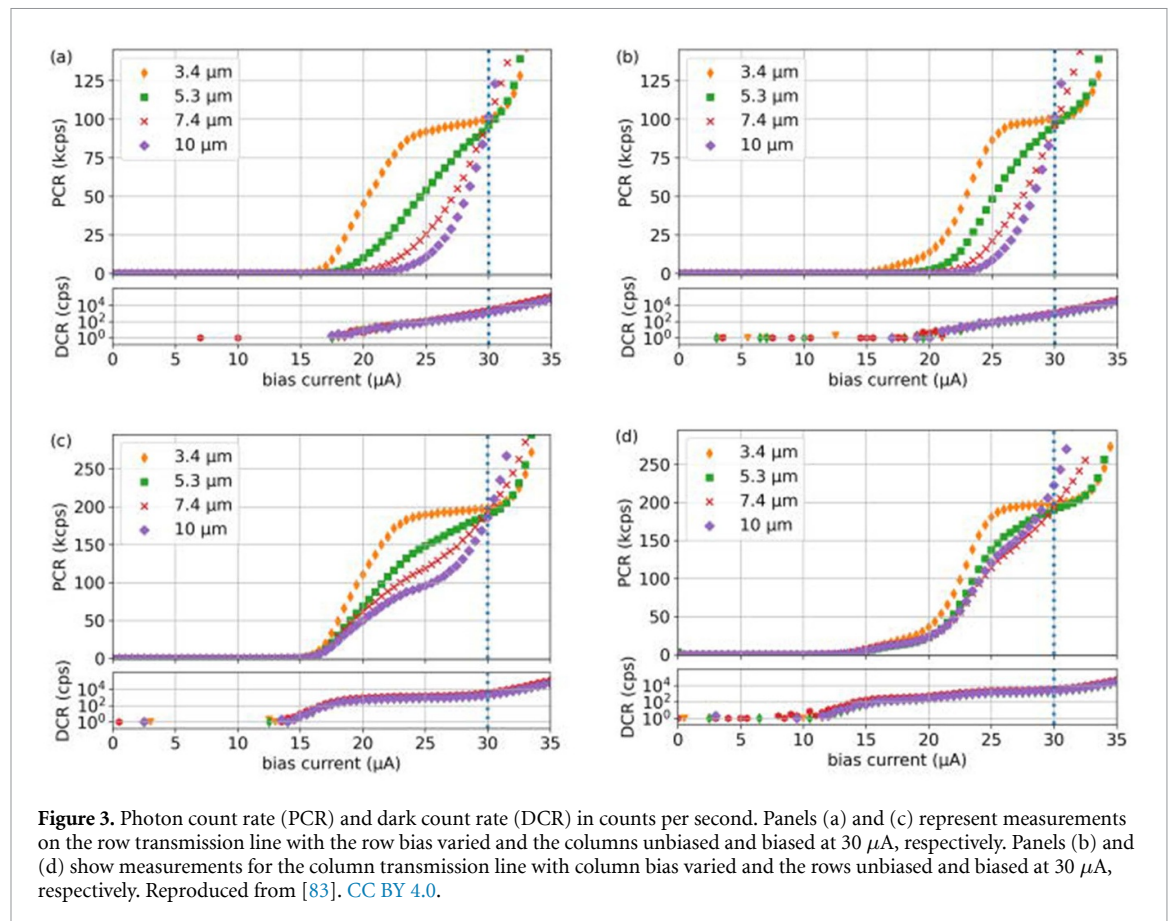 (a)
3.4 μm
5.3 μm
7.4 μm
10 μm
PCR (kcps)
125
100
75
50
25
0
DCR (cps)
10⁴
10²
10⁰
0 5 10 15 20 25 30 35
bias current (μA)
(b)
3.4 μm
5.3 μm
7.4 μm
10 μm
PCR (kcps)
125
100
75
50
25
0
DCR (cps)
10⁴
10²
10⁰
0 5 10 15 20 25 30 35
bias current (μA)
(c)
3.4 μm
5.3 μm
7.4 μm
10 μm
PCR (kcps)
250
200
150
100
50
0
DCR (cps)
10⁴
10²
10⁰
0 5 10 15 20 25 30 35
bias current (μA)
(d)
3.4 μm
5.3 μm
7.4 μm
10 μm
PCR (kcps)
250
200
150
100
50
0
DCR (cps)
10⁴
10²
10⁰
0 5 10 15 20 25 30 35
bias current (μA)
Figure 3. Photon count rate (PCR) and dark count rate (DCR) in counts per second. Panels (a) and (c) represent measurements
on the row transmission line with the row bias varied and the columns unbiased and biased at 30 μA, respectively. Panels (b) and
(d) show measurements for the column transmission line with column bias varied and the rows unbiased and biased at 30 μA,
respectively. Reproduced from [83]. CC BY 4.0.